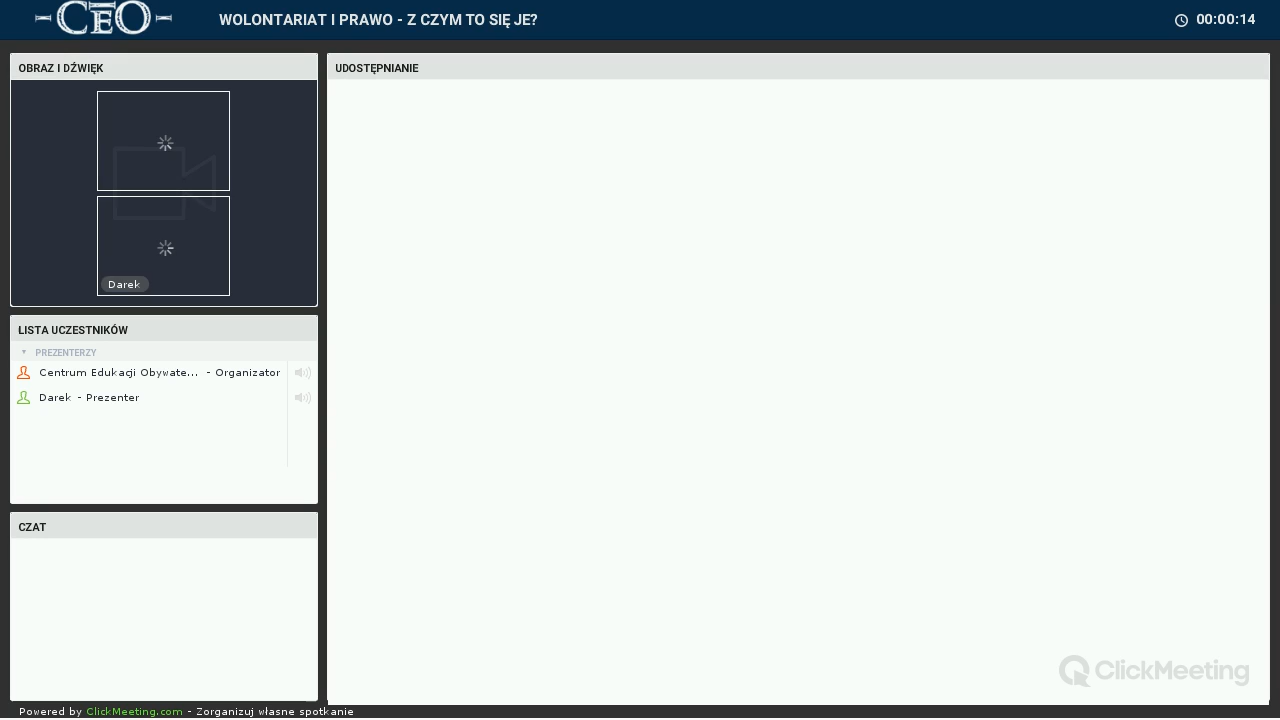 CEO
WOLONTARIAT I PRAWO - Z CZYM TO SIĘ JE?
00:00:14
OBRAZ I DŹWIĘK
Darek
LISTA UCZESTNIKÓW
PREZENTERZY
Centrum Edukacji Obywate... - Organizator
Darek - Prezenter
CZAT
UDOSTĘPNIANIE
ClickMeeting
Powered by ClickMeeting.com - Zorganizuj własne spotkanie